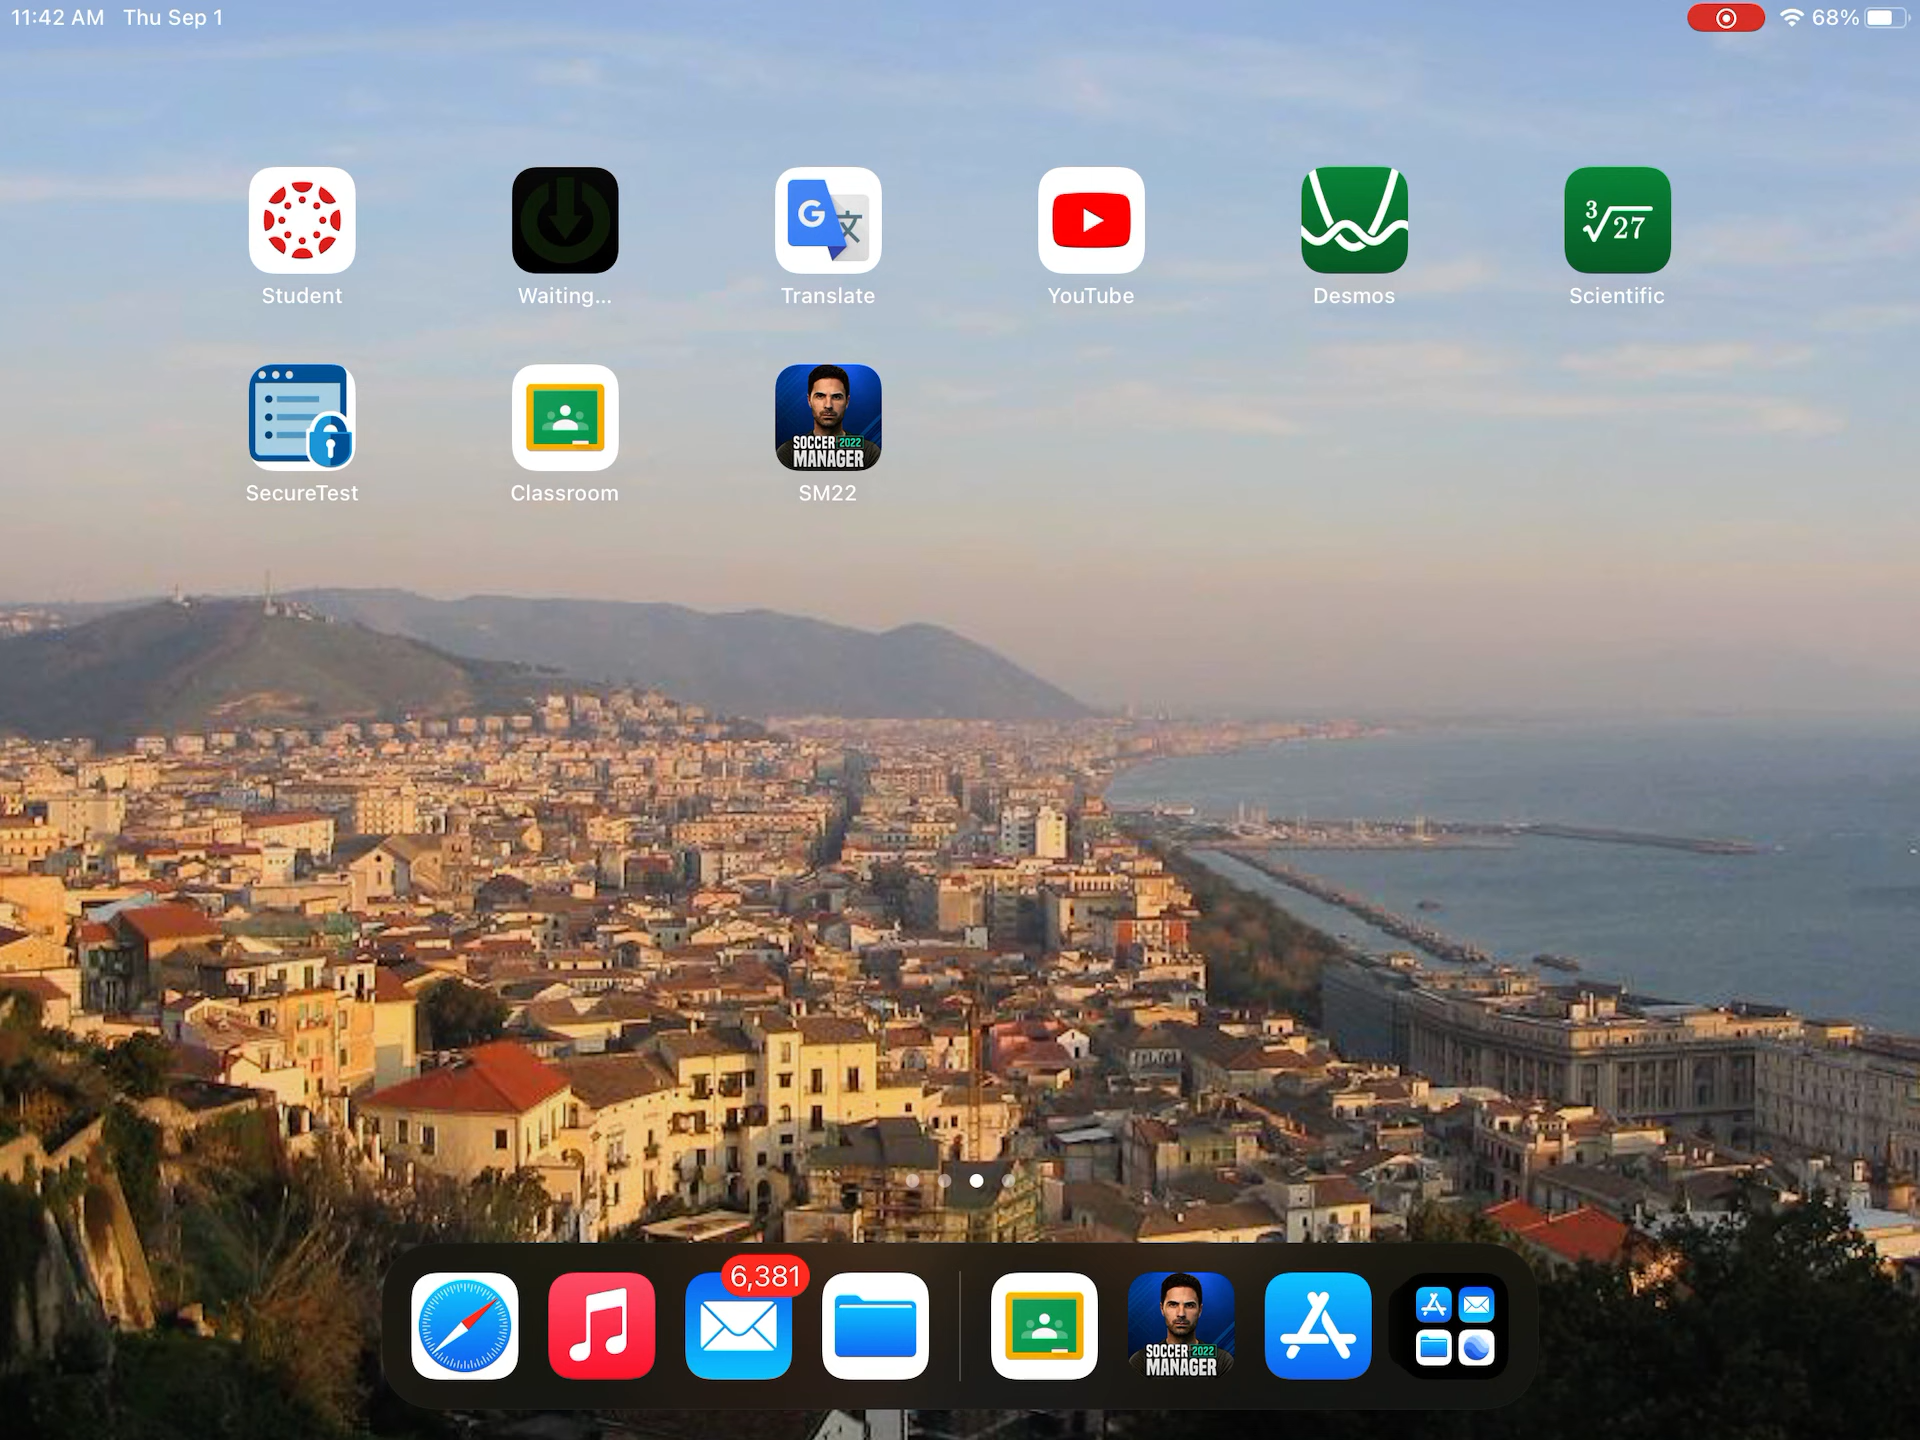 11:42 AM Thu Sep 1
68%
G 文
3√27
Student
Waiting...
Translate
YouTube
Desmos
Scientific
SOCCER 2022
MANAGER
SecureTest
Classroom
SM22
6,381
SOCCER 2022
MANAGER